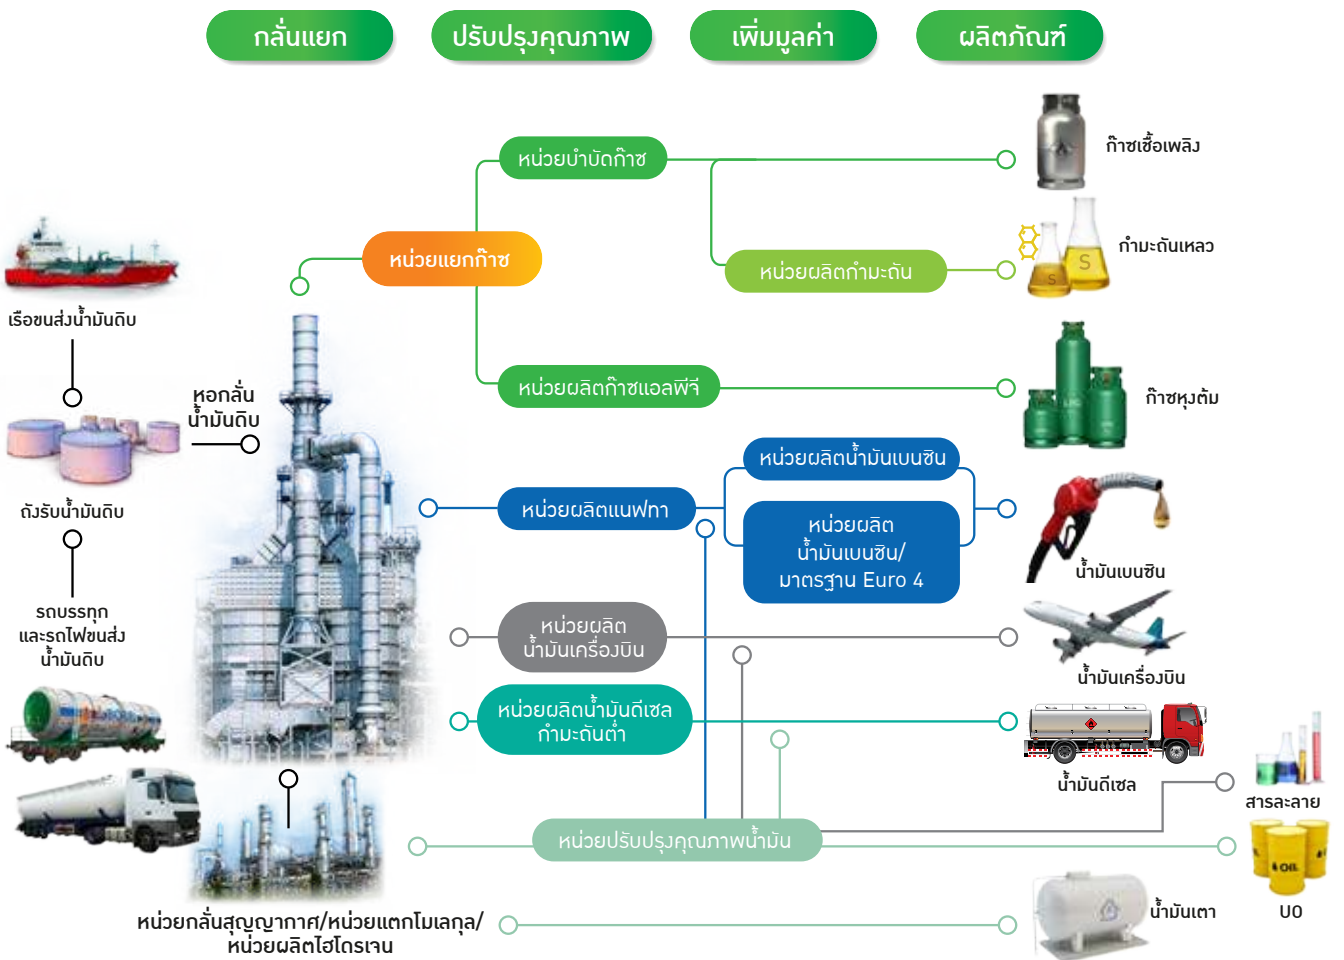 กลั่นแยก
ปรับปรุงคุณภาพ
เพิ่มมูลค่า
ผลิตภัณฑ์
หน่วยบำบัดก๊าซ
ก๊าซเชื้อเพลิง
หน่วยแยกก๊าซ
หน่วยผลิตกำมะถัน
S
S
กำมะถันเหลว
เรือขนส่งน้ำมันดิบ
หน่วยผลิตก๊าซแอลพีจี
ก๊าซหุงต้ม
หอกลั่น
น้ำมันดิบ
ถังรับน้ำมันดิบ
หน่วยผลิตแนฟทา
หน่วยผลิตน้ำมันเบนซิน
หน่วยผลิต
น้ำมันเบนซิน/
มาตรฐาน Euro 4
น้ำมันเบนซิน
รถบรรทุก
และรถไฟขนส่ง
น้ำมันดิบ
หน่วยผลิต
น้ำมันเครื่องบิน
น้ำมันเครื่องบิน
หน่วยผลิตน้ำมันดีเซล
กำมะถันต่ำ
น้ำมันดีเซล
สารละลาย
หน่วยปรับปรุงคุณภาพน้ำมัน
OIL
UO
หน่วยกลั่นสุญญากาศ/หน่วยแตกโมเลกุล/
หน่วยผลิตไฮโดรเจน
น้ำมันเตา